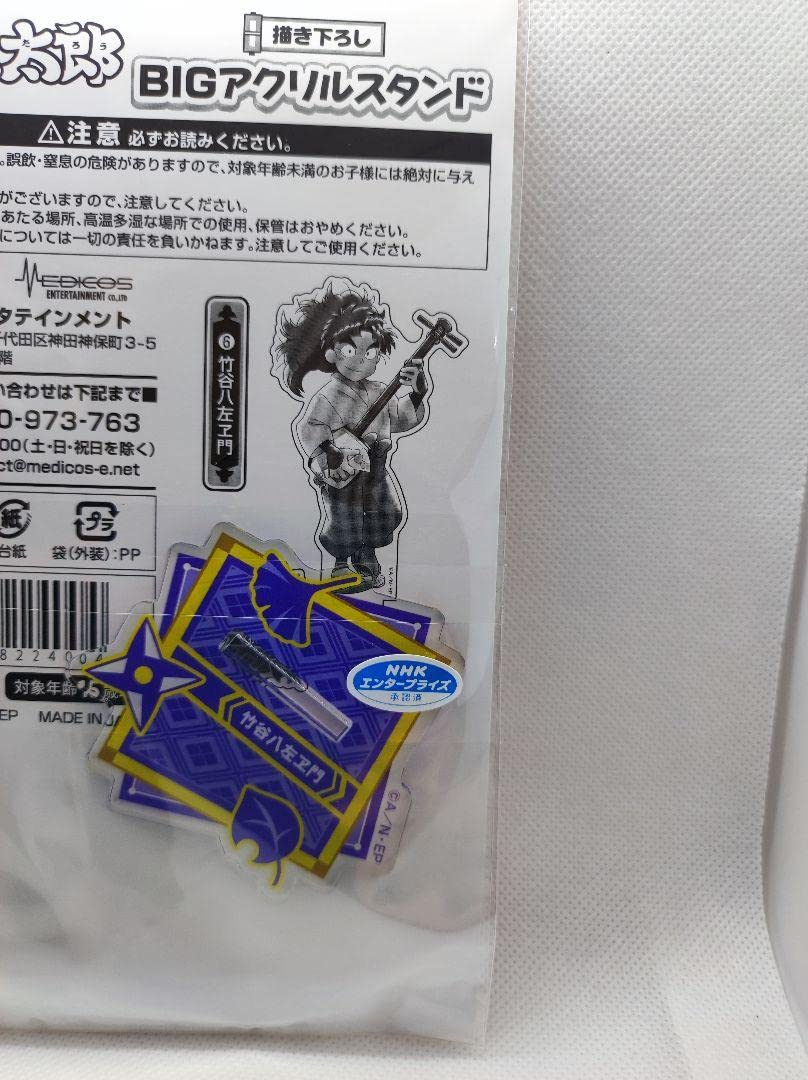 太郎
たろう
描き下ろし
BIGアクリルスタンド
⚠注意 必ずお読みください。
。誤飲・窒息の危険がありますので、対象年齢未満のお子様には絶対に与え
がございますので、注意してください。
あたる場所、高温多湿な場所での使用、保管はおやめください。
については一切の責任を負いかねます。注意してご使用ください。
MEDICOS
ENTERTAINMENT CO.,LTD
タテインメント
代田区神田神保町3-5
階
い合わせは下記まで■
0-973-763
00(土・日・祝日を除く)
ct@medicos-e.net
❻竹谷八左ヱ門
紙
プラ
台紙
袋(外装):PP
822400
対象年齢
EP MADE IN
NHK
エンタープライズ
承認済
竹谷八左ヱ門
©A/N・EP